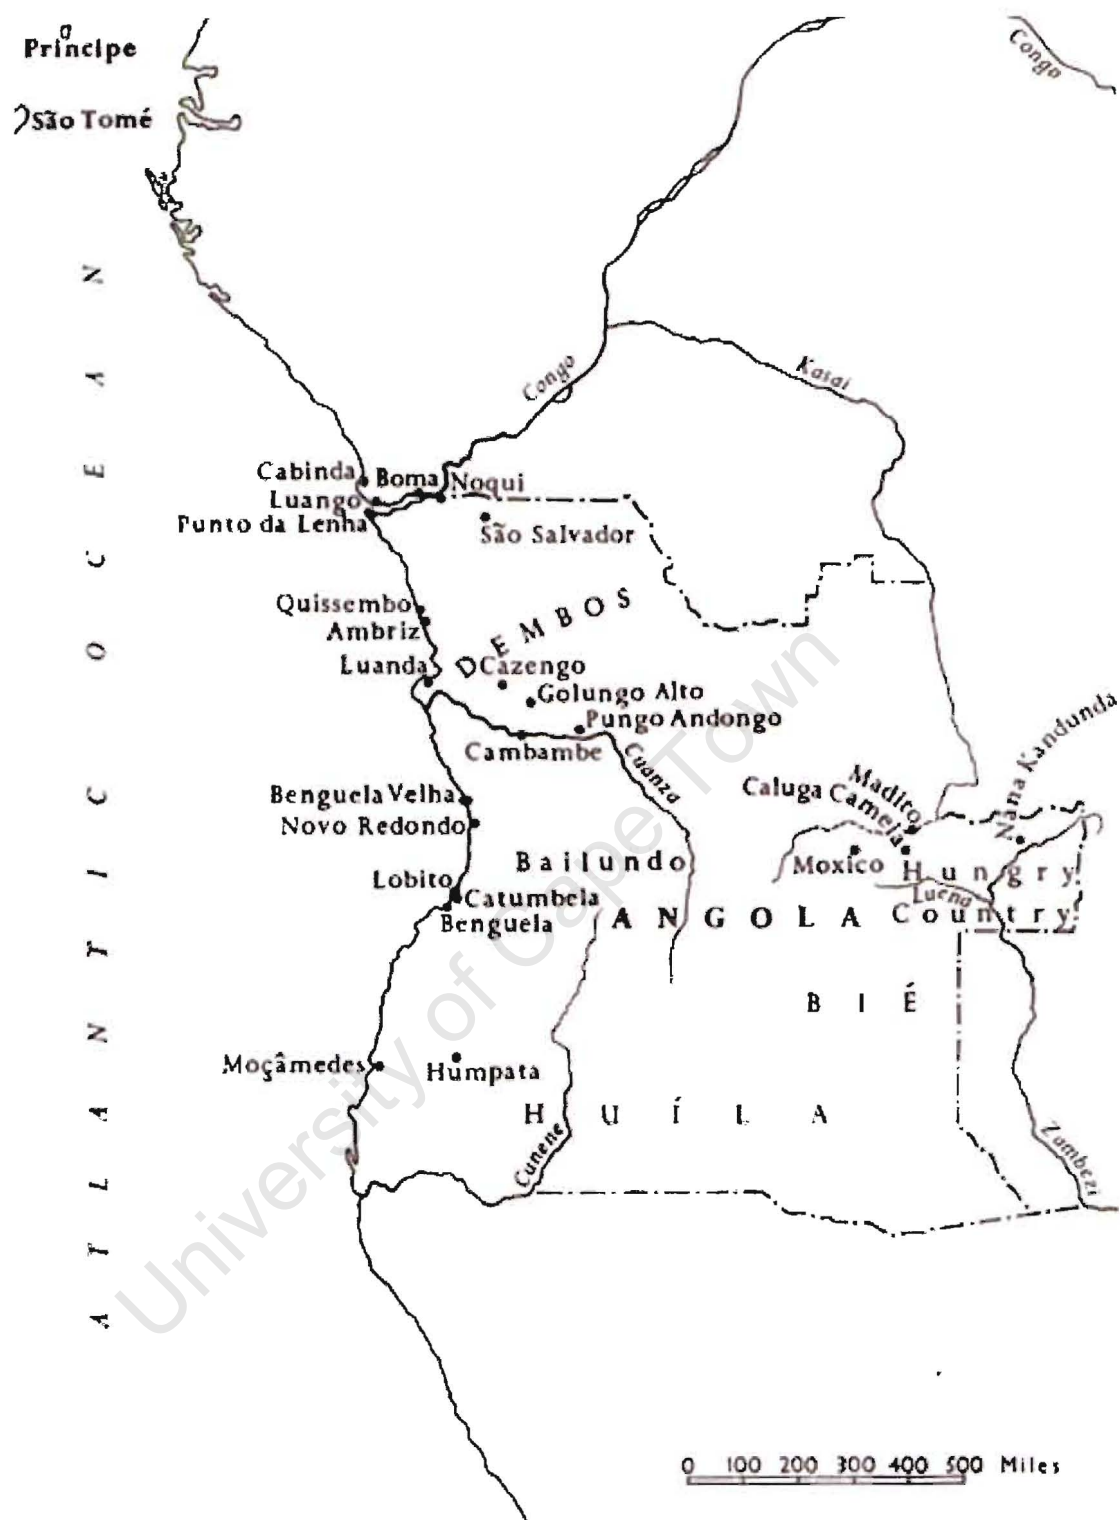 Príncipe
São Tomé
ATLANTIC OCEAN
Congo
Congo
Kasai
Cabinda
Boma
Noqui
Luango
Punto da Lenha
São Salvador
Quissembo
Ambriz
DEMBOS
Luanda
Cazengo
Golungo Alto
Pungo Andongo
Cambambe
Cuanza
Benguela Velha
Novo Redondo
Madito
Caluga Cameia
Nana Kandunda
Bailundo
Moxico
Hungry
Country
Luena
Lobito
Catumbela
Benguela
ANGOLA
BIÉ
Moçâmedes
Humpata
HUÍLA
Cunene
Zambezi
University of Cape Town
0 100 200 300 400 500 Miles